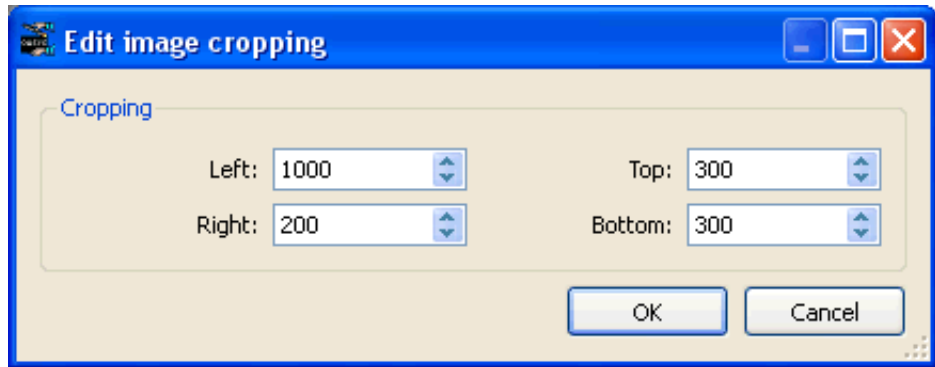 Edit image cropping
Cropping
Left: 1000 Top: 300
Right: 200 Bottom: 300
OK Cancel